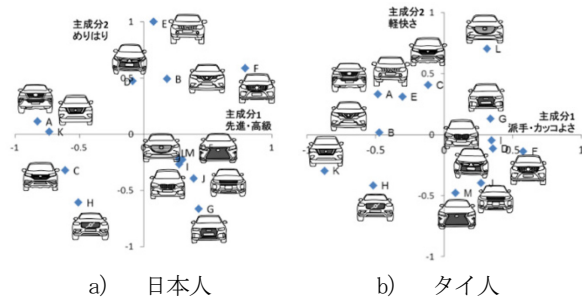 主成分2
めりはり
1
E
F
B
D
0.5
主成分1
先進・高級
A
K
0
-1
-0.5
0
M
I
C
J
H
-0.5
G
-1
a) 日本人
主成分2
軽快さ
1
L
0.5
C
A
E
主成分1
派手・カッコよさ
G
B
0
-1
-0.5
0
I
D
F
K
H
J
M
-0.5
-1
b) タイ人